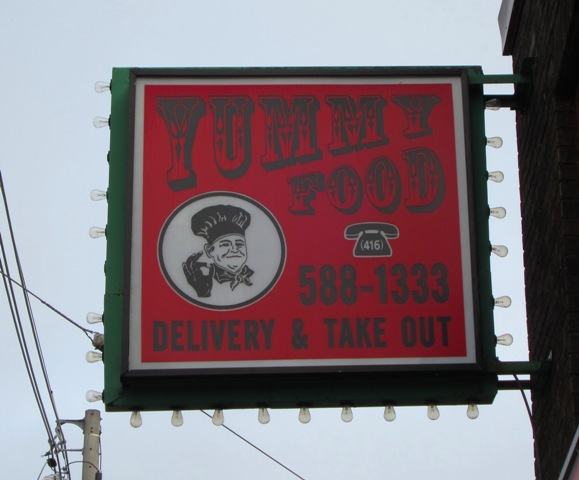 YUMMY
FOOD
(416)
588-1333
DELIVERY & TAKE OUT